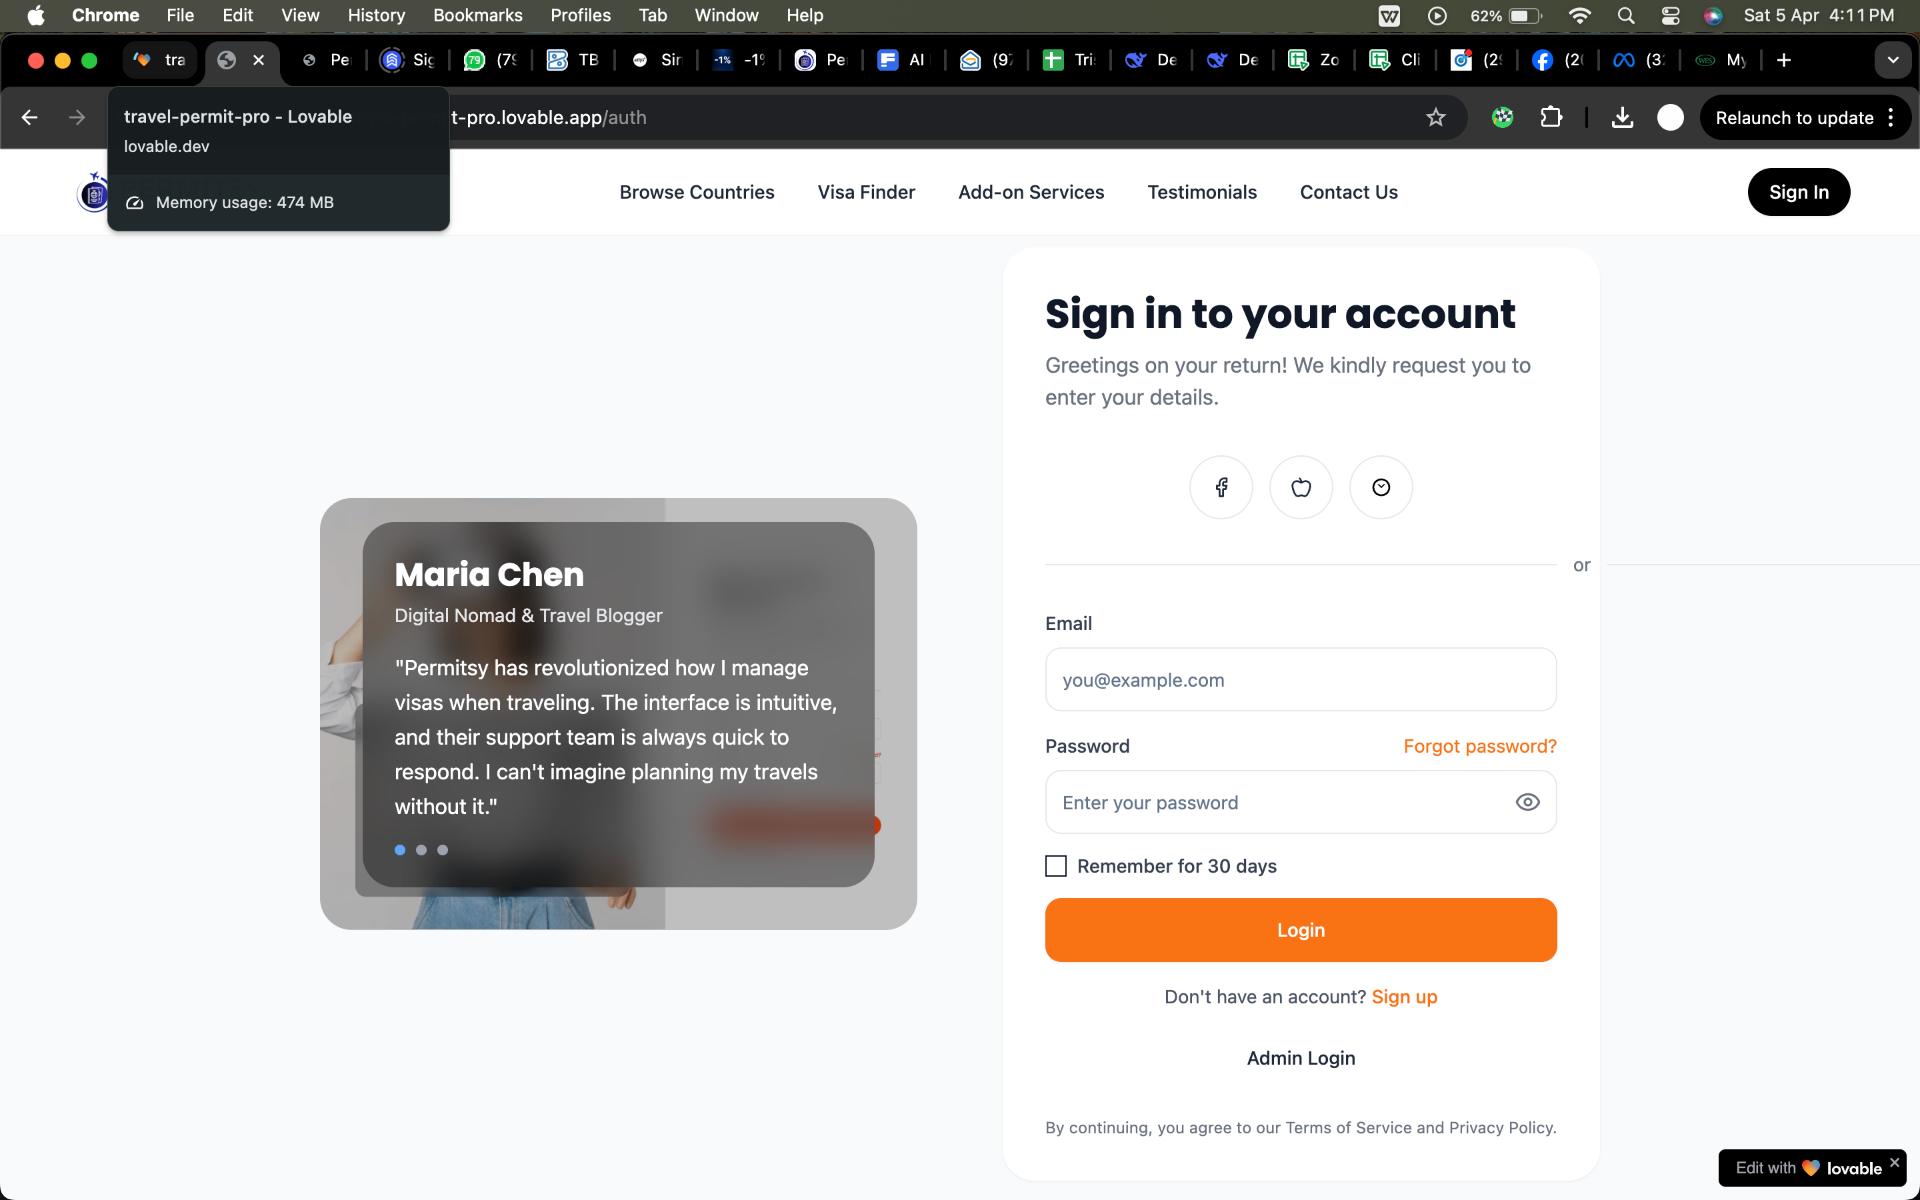 Chrome File Edit View History Bookmarks Profiles Tab Window Help 62% Sat 5 Apr 4:11 PM
tra Pe Sig 79 (79 TB Sin -1% -1% Pe AI (97 Tri De De Zo Cli (29 (20 (3 My
travel-permit-pro - Lovable
lovable.dev
Memory usage: 474 MB
t-pro.lovable.app/auth
Relaunch to update
Browse Countries Visa Finder Add-on Services Testimonials Contact Us Sign In
Maria Chen
Digital Nomad & Travel Blogger
"Permitsy has revolutionized how I manage
visas when traveling. The interface is intuitive,
and their support team is always quick to
respond. I can't imagine planning my travels
without it."
Sign in to your account
Greetings on your return! We kindly request you to
enter your details.
or
Email
you@example.com
Password Forgot password?
Enter your password
Remember for 30 days
Login
Don't have an account? Sign up
Admin Login
By continuing, you agree to our Terms of Service and Privacy Policy.
Edit with lovable